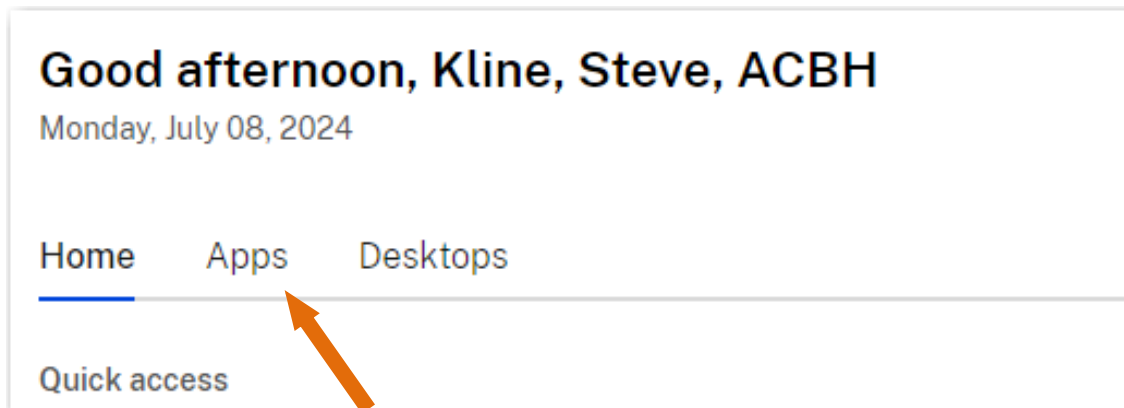 Good afternoon, Kline, Steve, ACBH
Monday, July 08, 2024
Home Apps Desktops
Quick access